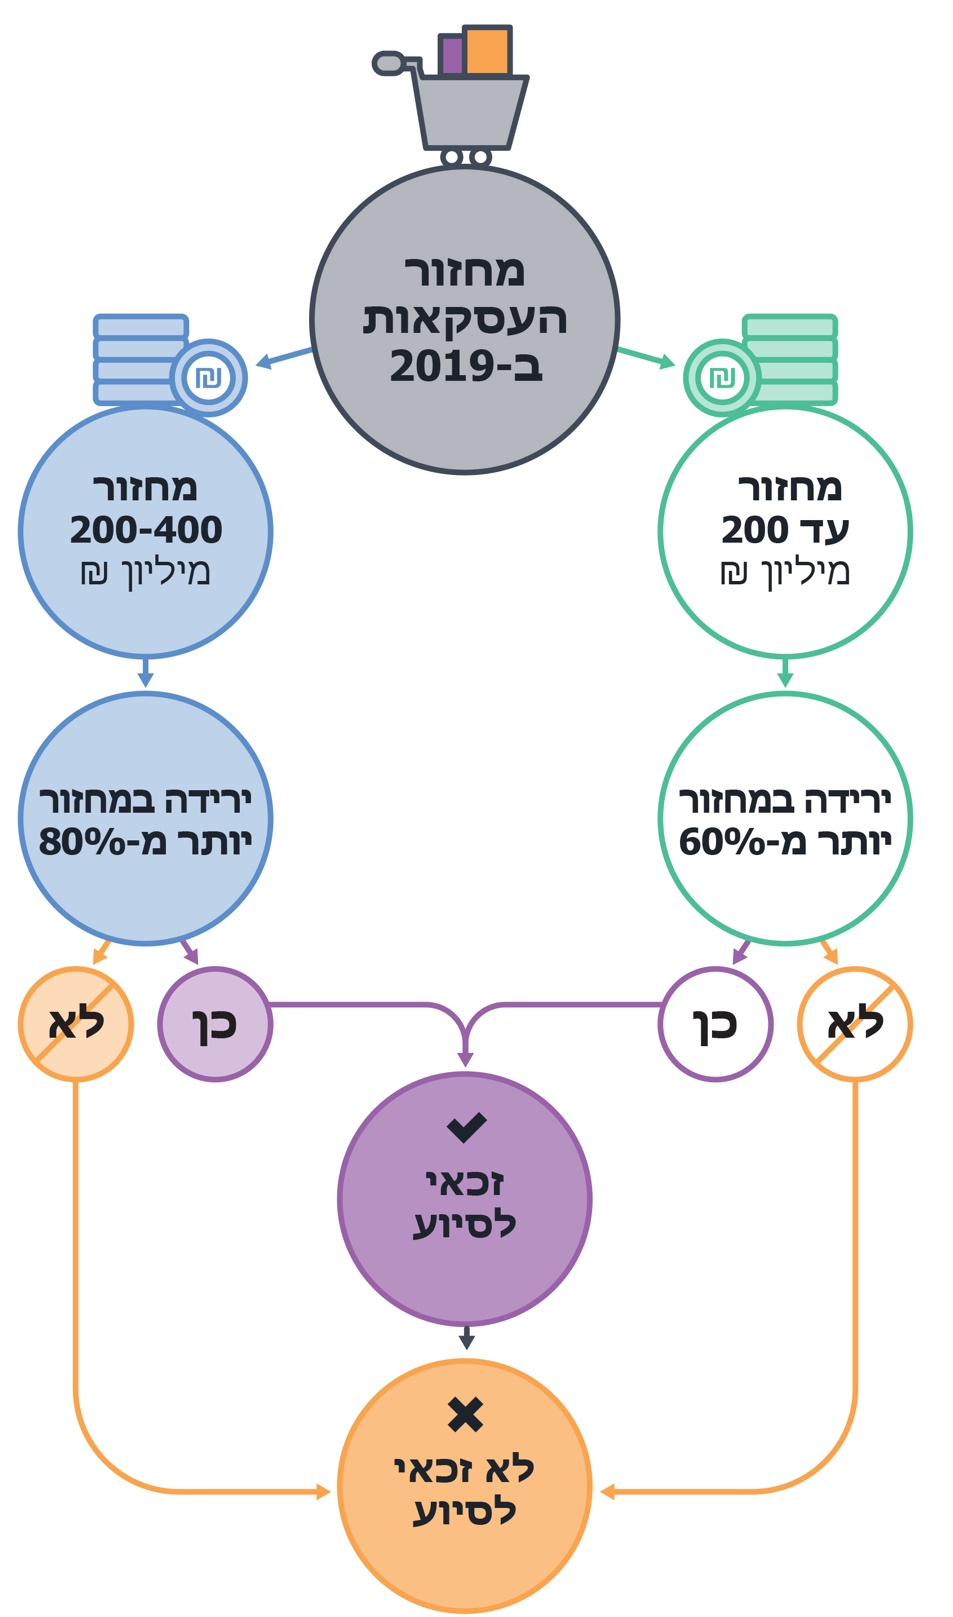 מחזור
העסקאות
ב-2019
₪
מחזור
עד 200
מיליון ₪
₪
מחזור
200-400
מיליון ₪
ירידה במחזור
יותר מ-60%
ירידה במחזור
יותר מ-80%
לא
כן
כן
לא
זכאי
לסיוע
לא זכאי
לסיוע